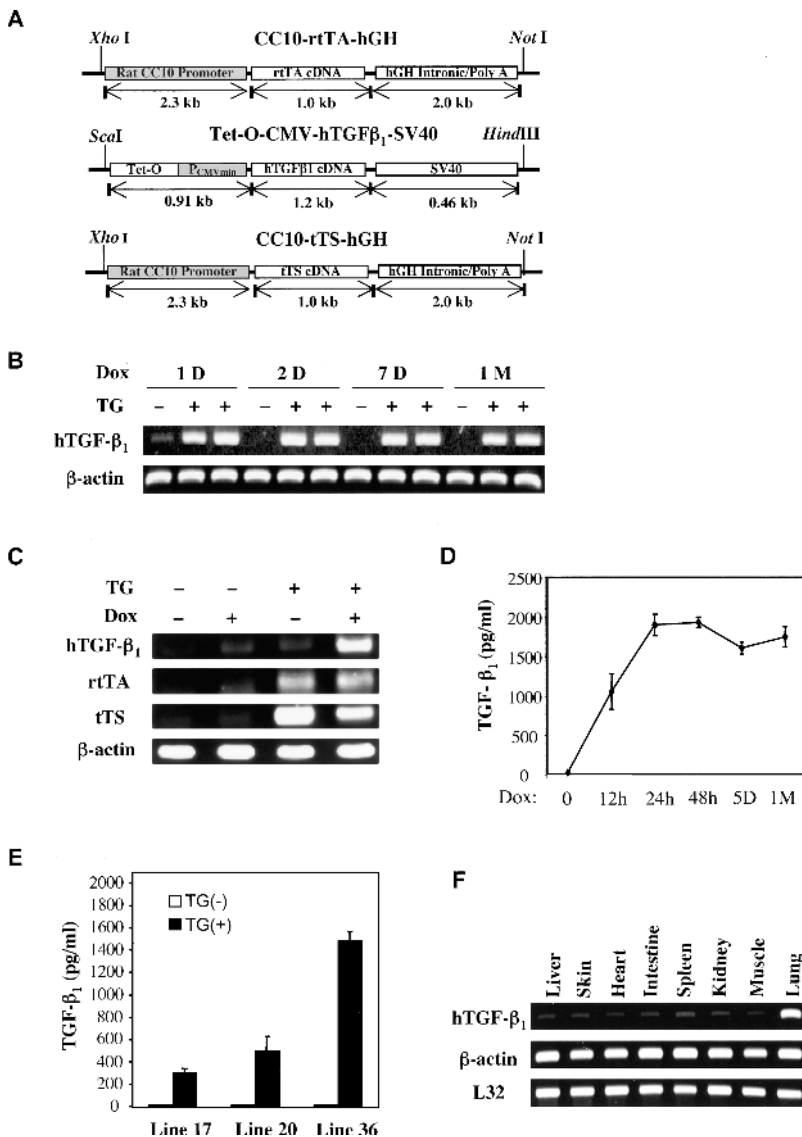 A
Xho I CC10-rtTA-hGH Not I
Rat CC10 Promoter rtTA cDNA hGH Intronic/Poly A
2.3 kb 1.0 kb 2.0 kb
ScaI Tet-O-CMV-hTGFβ1-SV40 HindIII
Tet-O PCMVmin hTGFβ1 cDNA SV40
0.91 kb 1.2 kb 0.46 kb
Xho I CC10-tTS-hGH Not I
Rat CC10 Promoter tTS cDNA hGH Intronic/Poly A
2.3 kb 1.0 kb 2.0 kb
B
Dox 1 D 2 D 7 D 1 M
TG − + + − + + − + + − + +
hTGF-β1
β-actin
C
TG − − + +
Dox − + − +
hTGF-β1
rtTA
tTS
β-actin
D
TGF- β1 (pg/ml)
2500
2000
1500
1000
500
0
Dox: 0 12h 24h 48h 5D 1M
E
TGF-β1 (pg/ml)
2000
1800
1600
1400
1200
1000
800
600
400
200
0
TG(-)
TG(+)
Line 17 Line 20 Line 36
F
Liver Skin Heart Intestine Spleen Kidney Muscle Lung
hTGF-β1
β-actin
L32